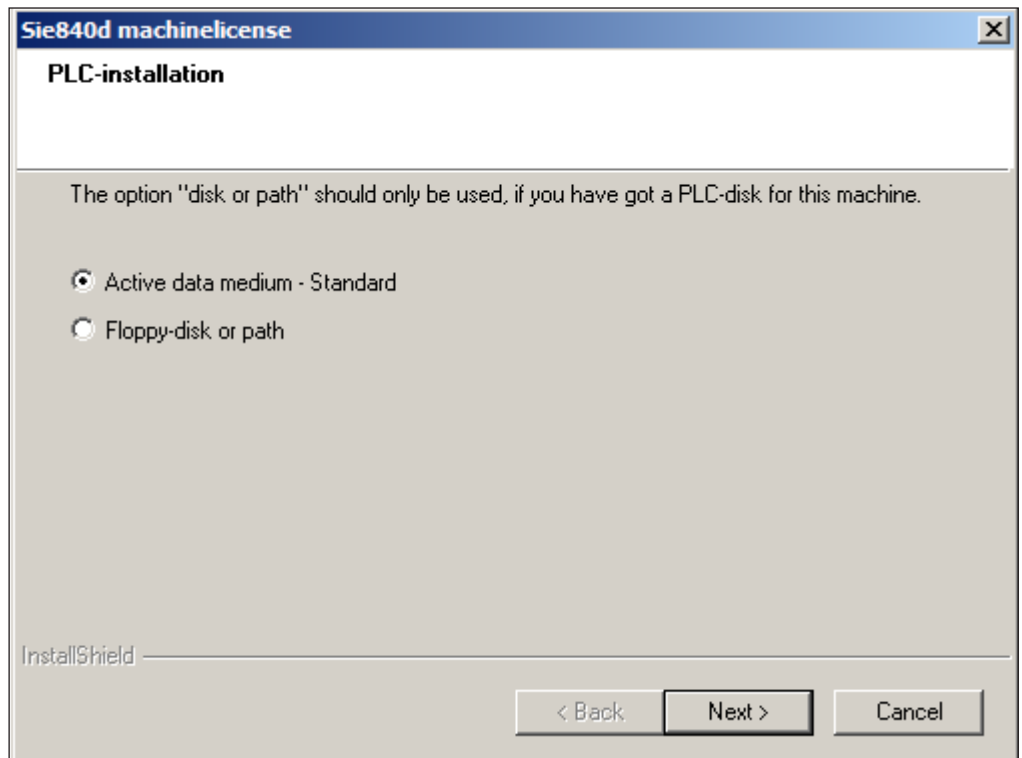 Sie840d machinelicense
PLC-installation
The option "disk or path" should only be used, if you have got a PLC-disk for this machine.
Active data medium - Standard
Floppy-disk or path
InstallShield
< Back
Next >
Cancel